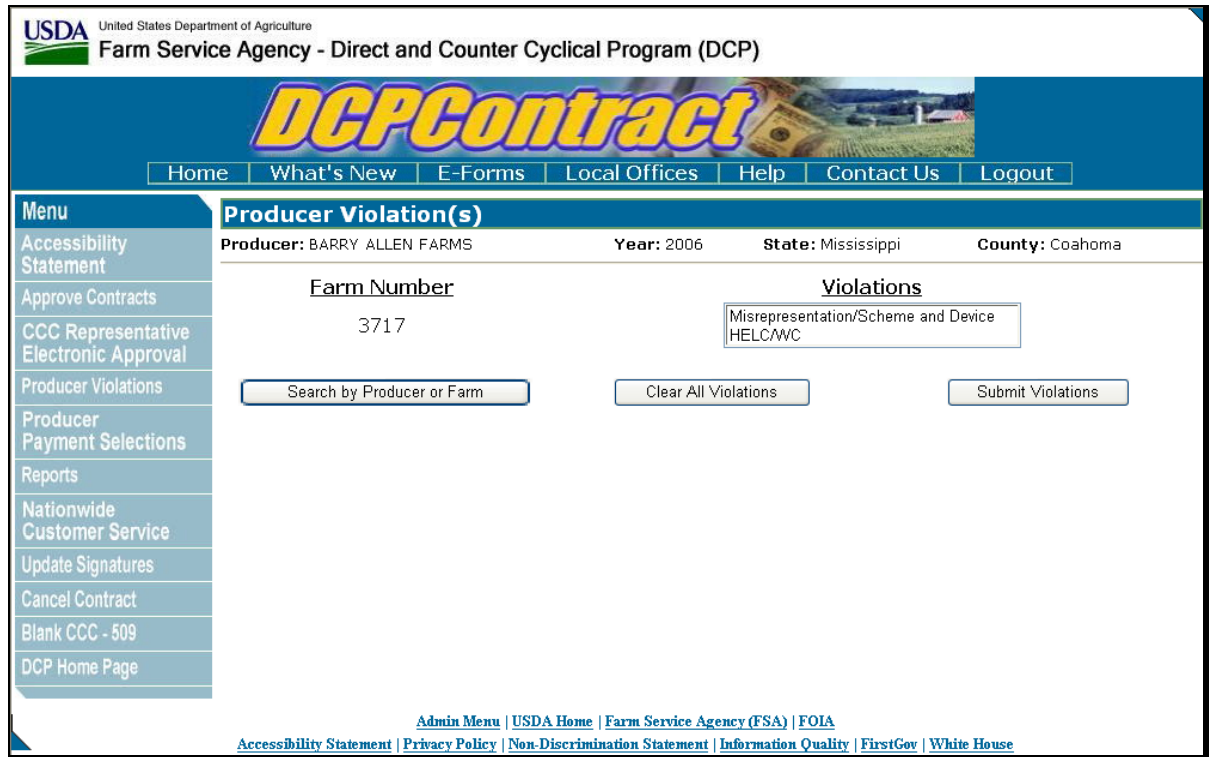 USDA United States Department of Agriculture
Farm Service Agency - Direct and Counter Cyclical Program (DCP)
DCPContract
Home | What's New | E-Forms | Local Offices | Help | Contact Us | Logout
Menu
Accessibility
Statement
Approve Contracts
CCC Representative
Electronic Approval
Producer Violations
Producer
Payment Selections
Reports
Nationwide
Customer Service
Update Signatures
Cancel Contract
Blank CCC - 509
DCP Home Page
Producer Violation(s)
Producer: BARRY ALLEN FARMS Year: 2006 State: Mississippi County: Coahoma
Farm Number Violations
3717
Misrepresentation/Scheme and Device
HELC/WC
Search by Producer or Farm Clear All Violations Submit Violations
Admin Menu | USDA Home | Farm Service Agency (FSA) | FOIA
Accessibility Statement | Privacy Policy | Non-Discrimination Statement | Information Quality | FirstGov | White House